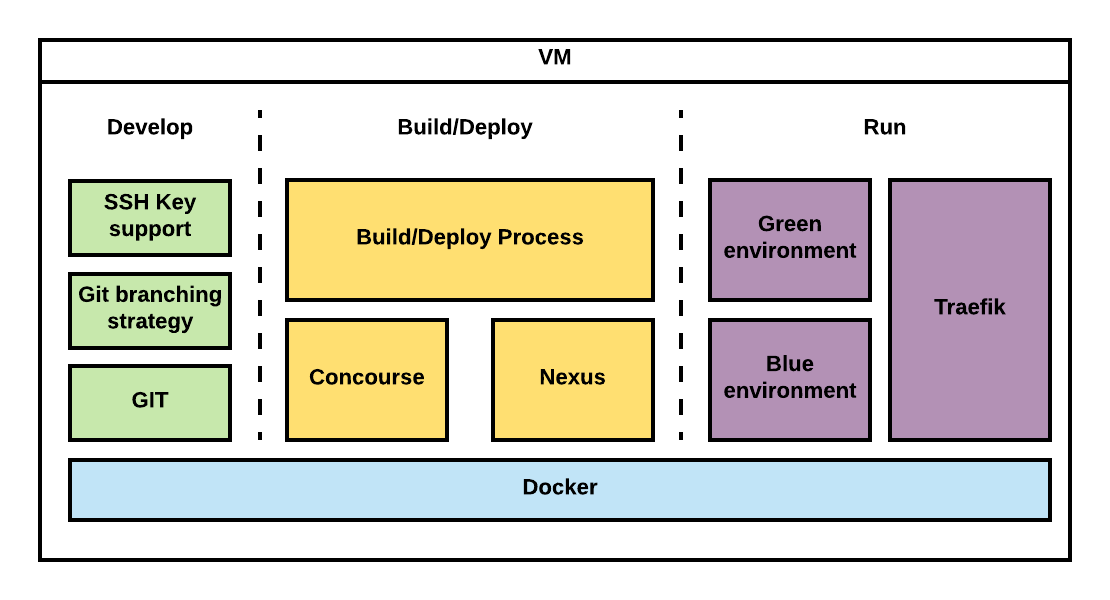 VM
Develop
Build/Deploy
Run
SSH Key
support
Git branching
strategy
GIT
Build/Deploy Process
Concourse
Nexus
Green
environment
Blue
environment
Traefik
Docker